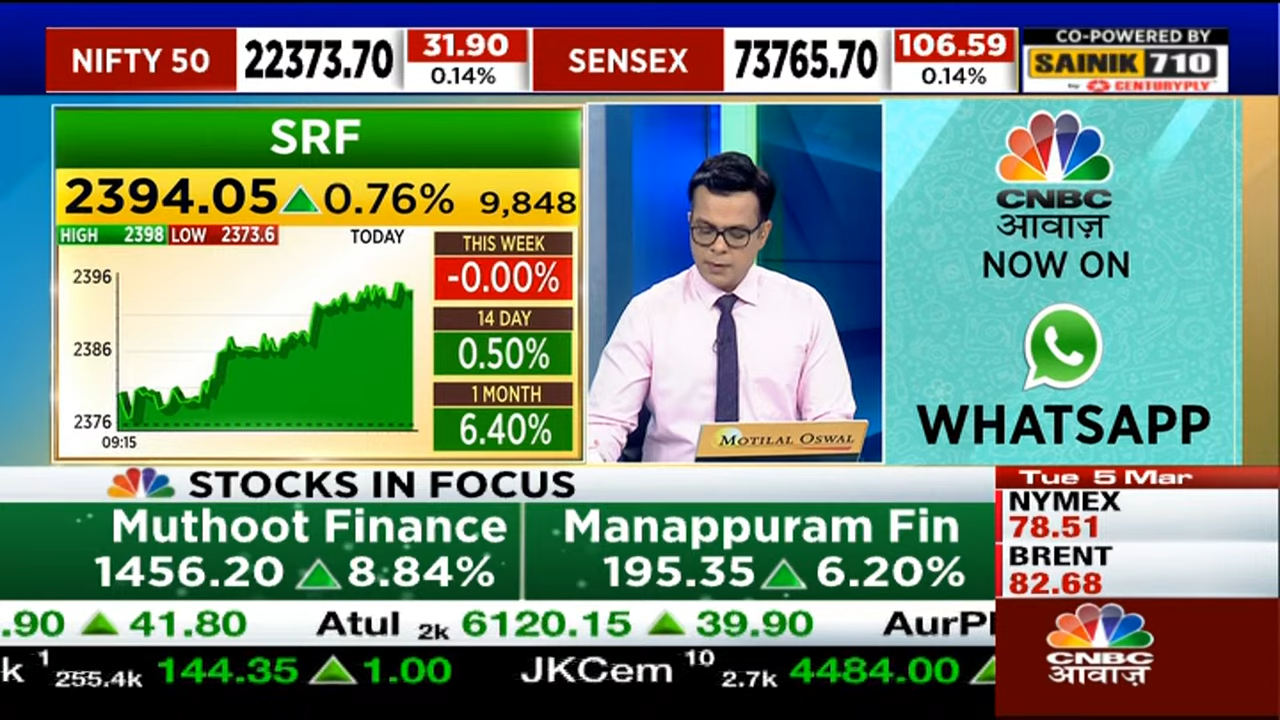 NIFTY 50 22373.70 31.90 0.14% SENSEX 73765.70 106.59 0.14%
CO-POWERED BY
SAINIK 710
by CENTURYPLY
SRF
2394.05 0.76% 9,848
HIGH 2398 LOW 2373.6 TODAY
2396
2386
2376
09:15
THIS WEEK
-0.00%
14 DAY
0.50%
1 MONTH
6.40%
MOTILAL OSWAL
CNBC
आवाज़
NOW ON
WHATSAPP
STOCKS IN FOCUS
Muthoot Finance
1456.20 8.84%
Manappuram Fin
195.35 6.20%
Tue 5 Mar
NYMEX
78.51
BRENT
82.68
.90 41.80 Atul 2k 6120.15 39.90 AurPh
k 1 255.4k 144.35 1.00 JKCem 10 2.7k 4484.00
CNBC
आवाज़